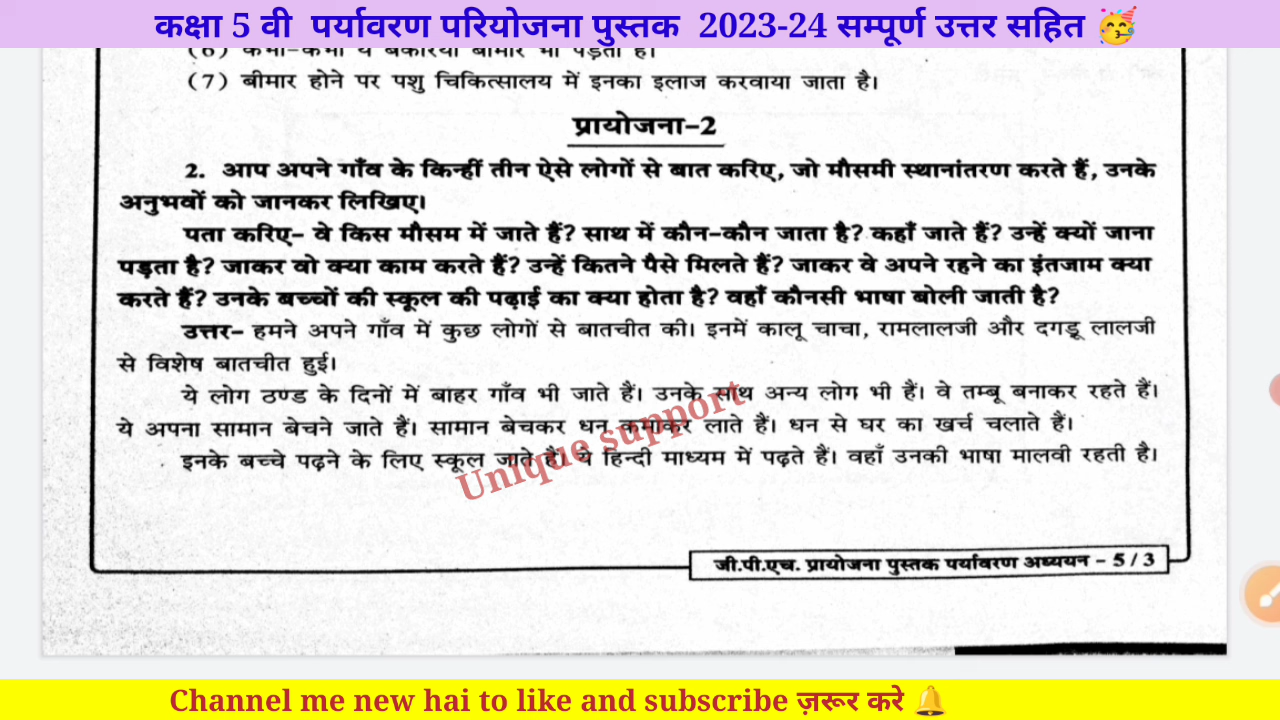 कक्षा 5 वी पर्यावरण परियोजना पुस्तक 2023-24 सम्पूर्ण उत्तर सहित 🥳
(6) कभी-कभी ये बकरियाँ बीमार भी पड़ती हैं।
(7) बीमार होने पर पशु चिकित्सालय में इनका इलाज करवाया जाता है।
प्रायोजना-2
2. आप अपने गाँव के किन्हीं तीन ऐसे लोगों से बात करिए, जो मौसमी स्थानांतरण करते हैं, उनके
अनुभवों को जानकर लिखिए।
पता करिए- वे किस मौसम में जाते हैं? साथ में कौन-कौन जाता है? कहाँ जाते हैं? उन्हें क्यों जाना
पड़ता है? जाकर वो क्या काम करते हैं? उन्हें कितने पैसे मिलते हैं? जाकर वे अपने रहने का इंतजाम क्या
करते हैं? उनके बच्चों की स्कूल की पढ़ाई का क्या होता है? वहाँ कौनसी भाषा बोली जाती है?
उत्तर- हमने अपने गाँव में कुछ लोगों से बातचीत की। इनमें कालू चाचा, रामलालजी और दगड़ू लालजी
से विशेष बातचीत हुई।
ये लोग ठण्ड के दिनों में बाहर गाँव भी जाते हैं। उनके साथ अन्य लोग भी हैं। वे तम्बू बनाकर रहते हैं।
ये अपना सामान बेचने जाते हैं। सामान बेचकर धन कमाकर लाते हैं। धन से घर का खर्च चलाते हैं।
इनके बच्चे पढ़ने के लिए स्कूल जाते हैं। ये हिन्दी माध्यम में पढ़ते हैं। वहाँ उनकी भाषा मालवी रहती है।
Unique support
जी.पी.एच. प्रायोजना पुस्तक पर्यावरण अध्ययन - 5 / 3
Channel me new hai to like and subscribe ज़रूर करे 🔔